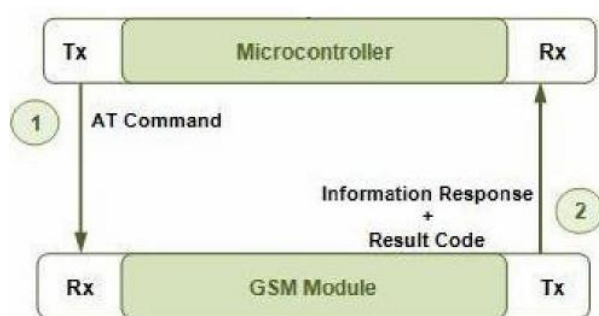 Tx Microcontroller Rx
1 AT Command
Information Response
+
Result Code
2
Rx GSM Module Tx